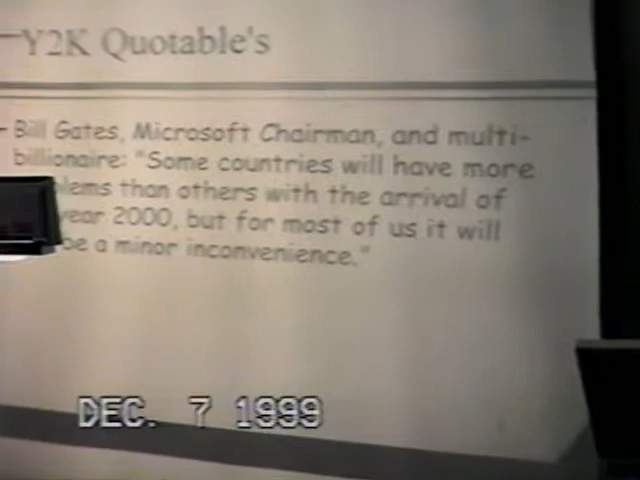 Y2K Quotable's
Bill Gates, Microsoft Chairman, and multi-
billionaire: "Some countries will have more
lems than others with the arrival of
year 2000, but for most of us it will
be a minor inconvenience."
DEC. 7 1999